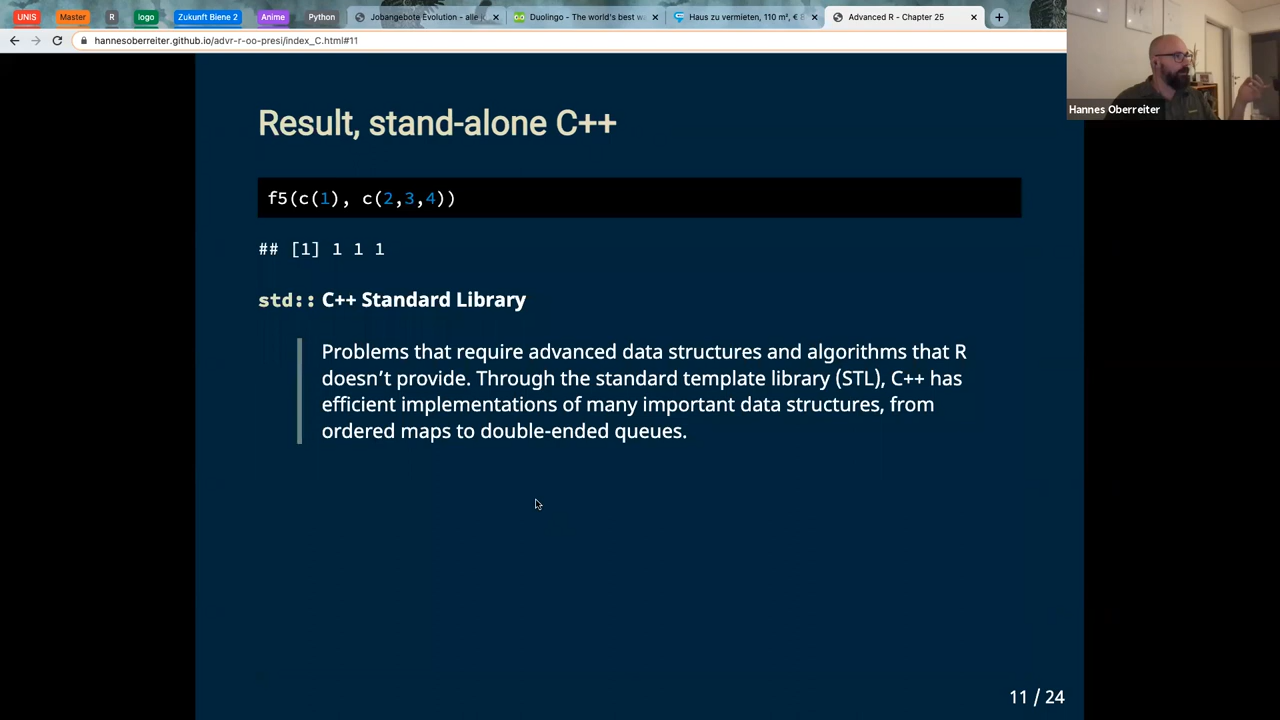 UNIS Master R logo Zukunft Biene 2 Anime Python Jobangebote Evolution - alle jo Duolingo - The world's best wa Haus zu vermieten, 110 m², € 8 Advanced R - Chapter 25
hannesoberreiter.github.io/advr-r-oo-presi/index_C.html#11
Hannes Oberreiter
Result, stand-alone C++
f5(c(1), c(2,3,4))
## [1] 1 1 1
std:: C++ Standard Library
Problems that require advanced data structures and algorithms that R
doesn't provide. Through the standard template library (STL), C++ has
efficient implementations of many important data structures, from
ordered maps to double-ended queues.
11 / 24